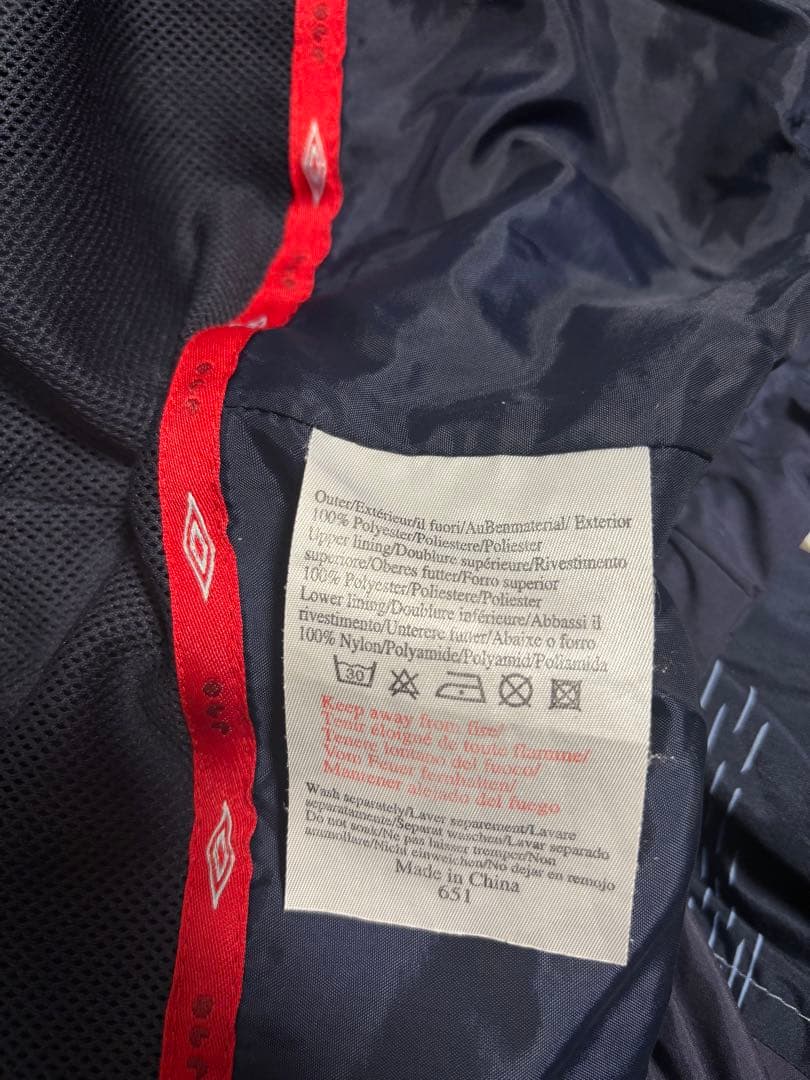 Outer/Extérieur/il fuori/AuBenmaterial/ Exterior
100% Polyester/Poliestere/Poliester
Upper lining/Doublure supérieure/Rivestimento
superiore/Oberes futter/Forro superior
100% Polyester/Poliestere/Poliester
Lower lining/Doublure inférieure/Abbassi il
rivestimento/Unterere futter/Abaixe o forro
100% Nylon/Polyamide/Polyamid/Poliamida
30
Keep away from fire/
Tenir éloigné de toute flamme/
Tenere lontano del fuoco/
Vom Feuer fernhalten/
Mantener alejado del fuego
Wash separately/Laver separement/Lavare
separatamente/Separat waschen/Lavar separado
Do not soak/Ne pas laisser tremper/Non
ammollare/Nicht einweichen/No dejar en remojo
Made in China
651